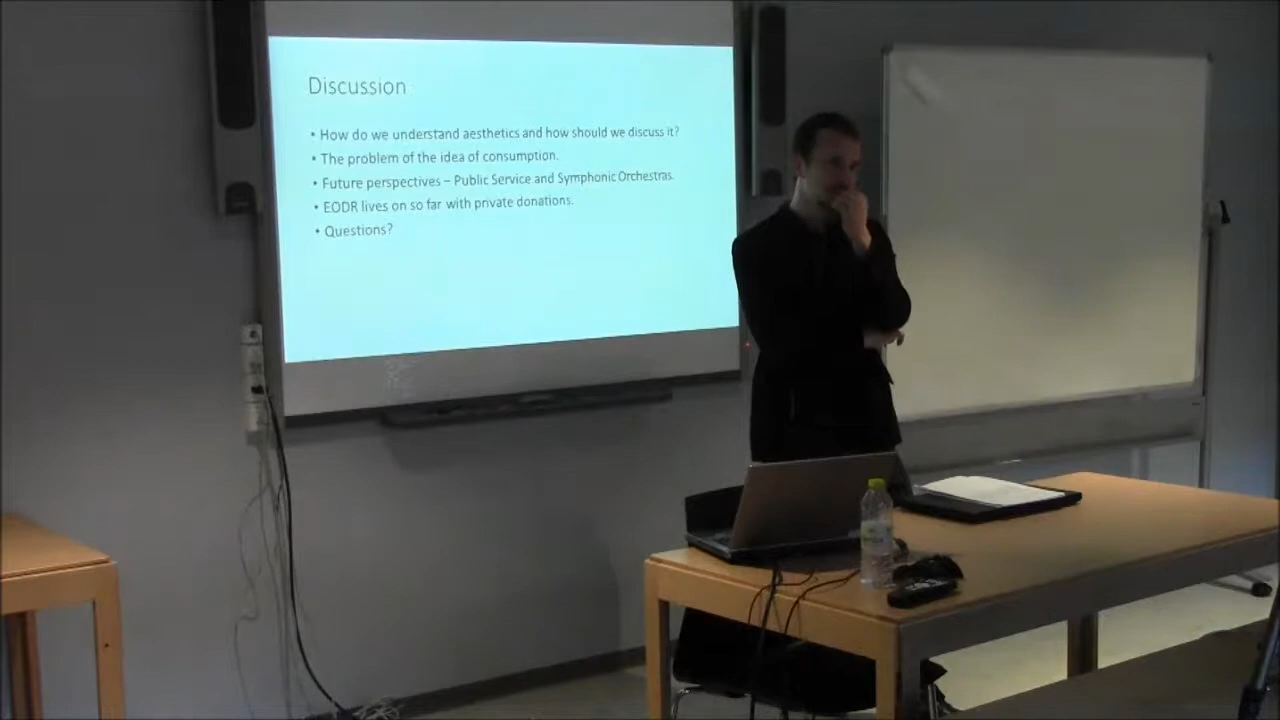 Discussion
• How do we understand aesthetics and how should we discuss it?
• The problem of the idea of consumption.
• Future perspectives – Public Service and Symphonic Orchestras.
• EODR lives on so far with private donations.
• Questions?